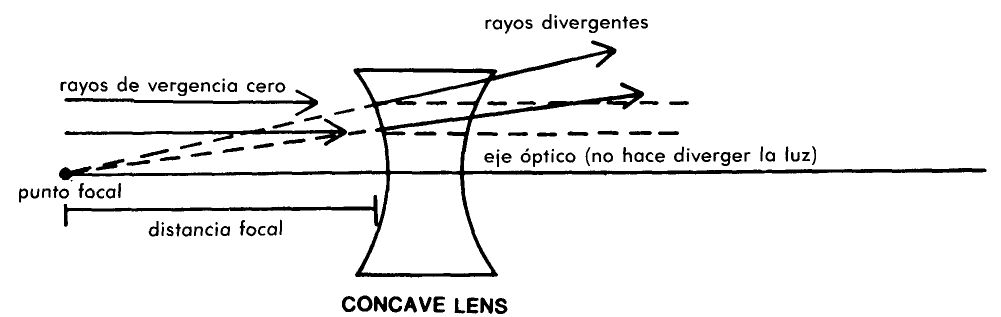 rayos divergentes
rayos de vergencia cero
eje óptico (no hace diverger la luz)
punto focal
distancia focal
CONCAVE LENS